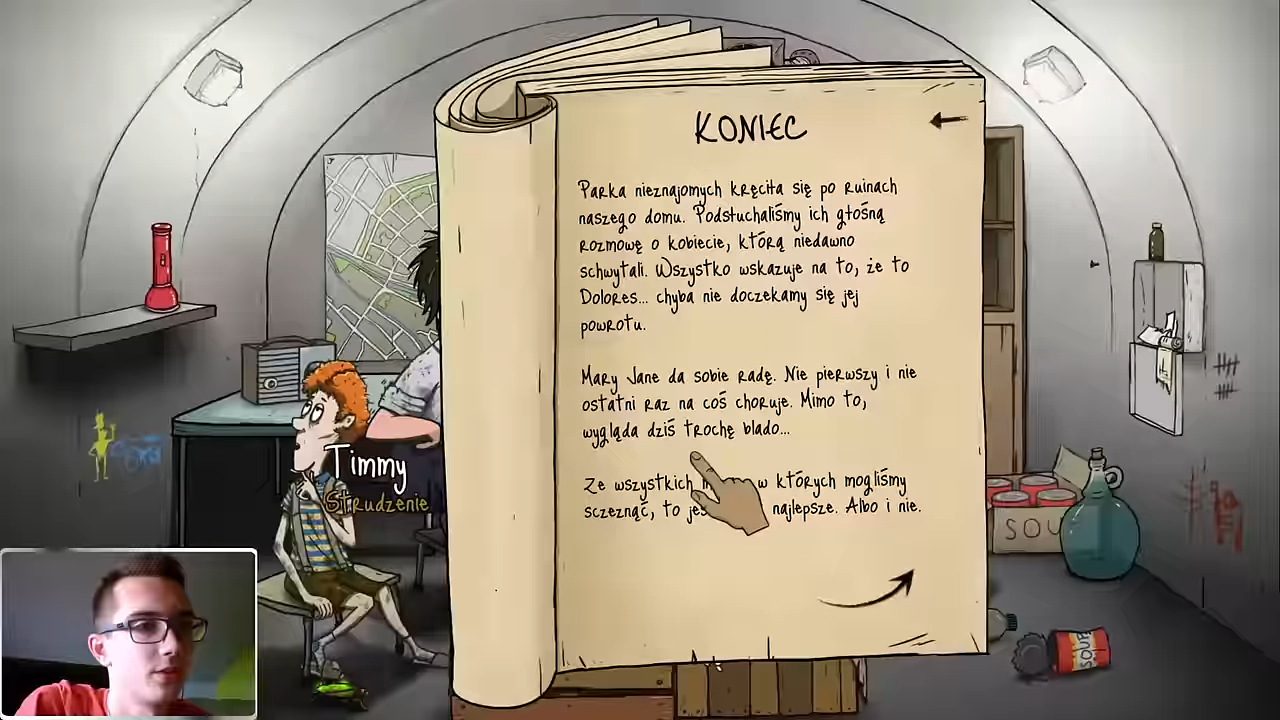 KONIEC
Parka nieznajomych kręciła się po ruinach
naszego domu. Podsłuchaliśmy ich głośną
rozmowę o kobiecie, którą niedawno
schwytali. Wszystko wskazuje na to, że to
Dolores... chyba nie doczekamy się jej
powrotu.
Mary Jane da sobie radę. Nie pierwszy i nie
ostatni raz na coś choruje. Mimo to,
wygląda dziś trochę blado...
Ze wszystkich w których mogliśmy
sczeznąć, to najlepsze. Albo i nie.
Timmy
Strudzenie
SOUP